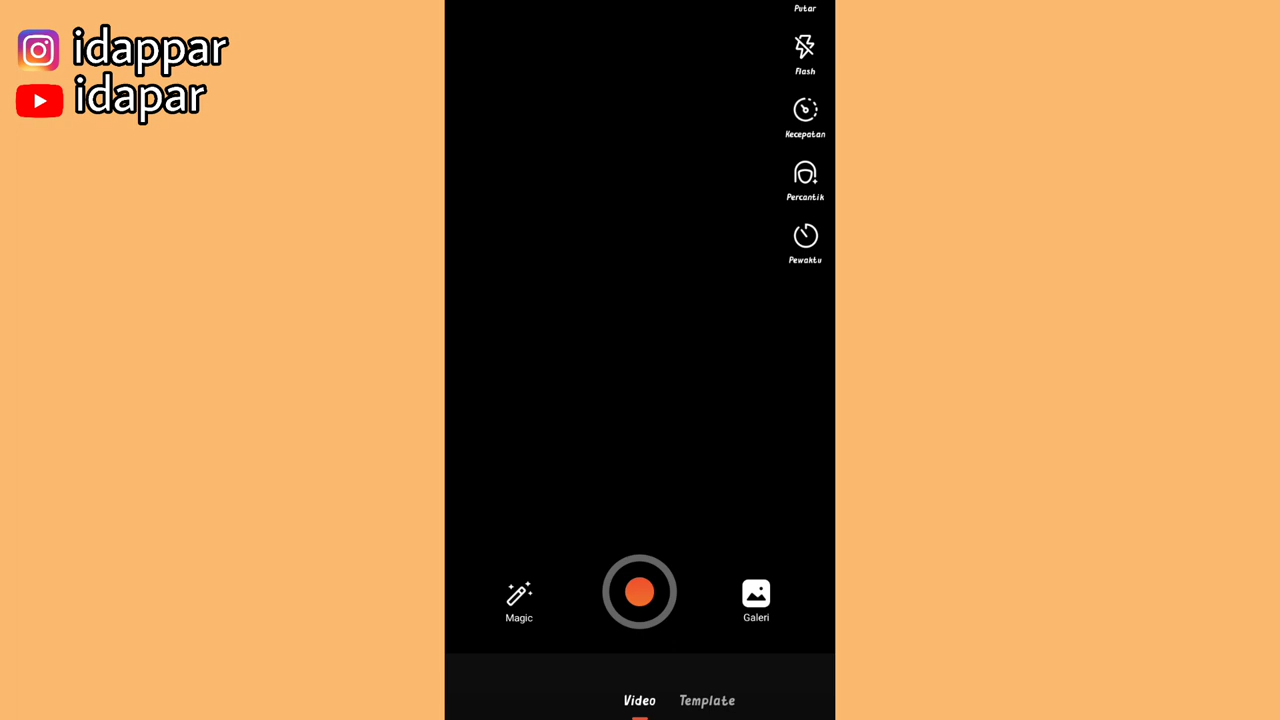 idappar
idapar
Putar
Flash
Kecepatan
Percantik
Pewaktu
Magic
Galeri
Video
Template